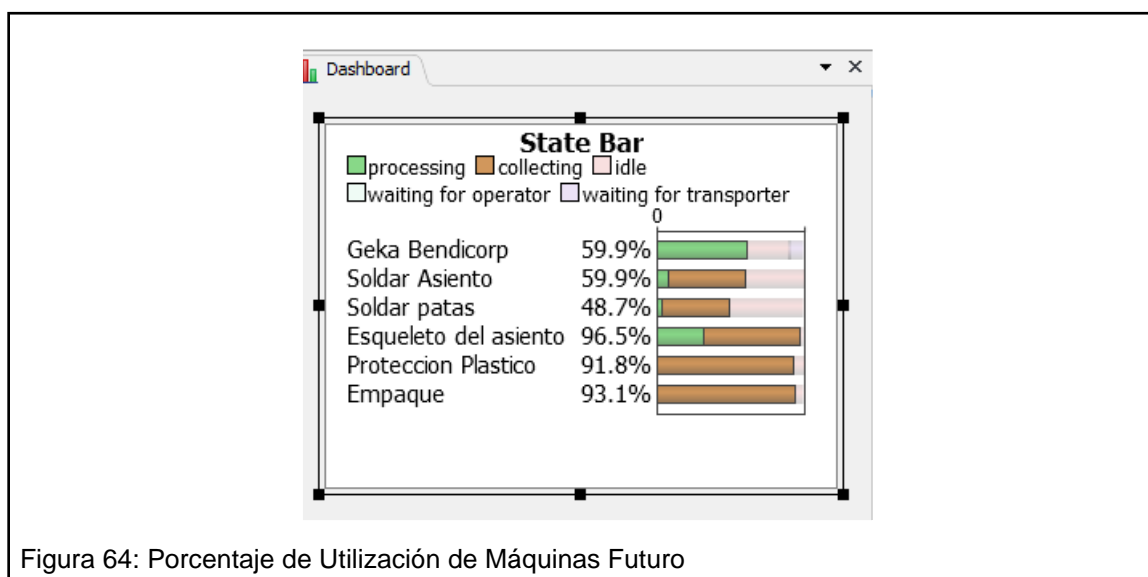 Dashboard
State Bar
processing collecting idle
waiting for operator waiting for transporter
0
Geka Bendicorp 59.9%
Soldar Asiento 59.9%
Soldar patas 48.7%
Esqueleto del asiento 96.5%
Proteccion Plastico 91.8%
Empaque 93.1%
Figura 64: Porcentaje de Utilización de Máquinas Futuro